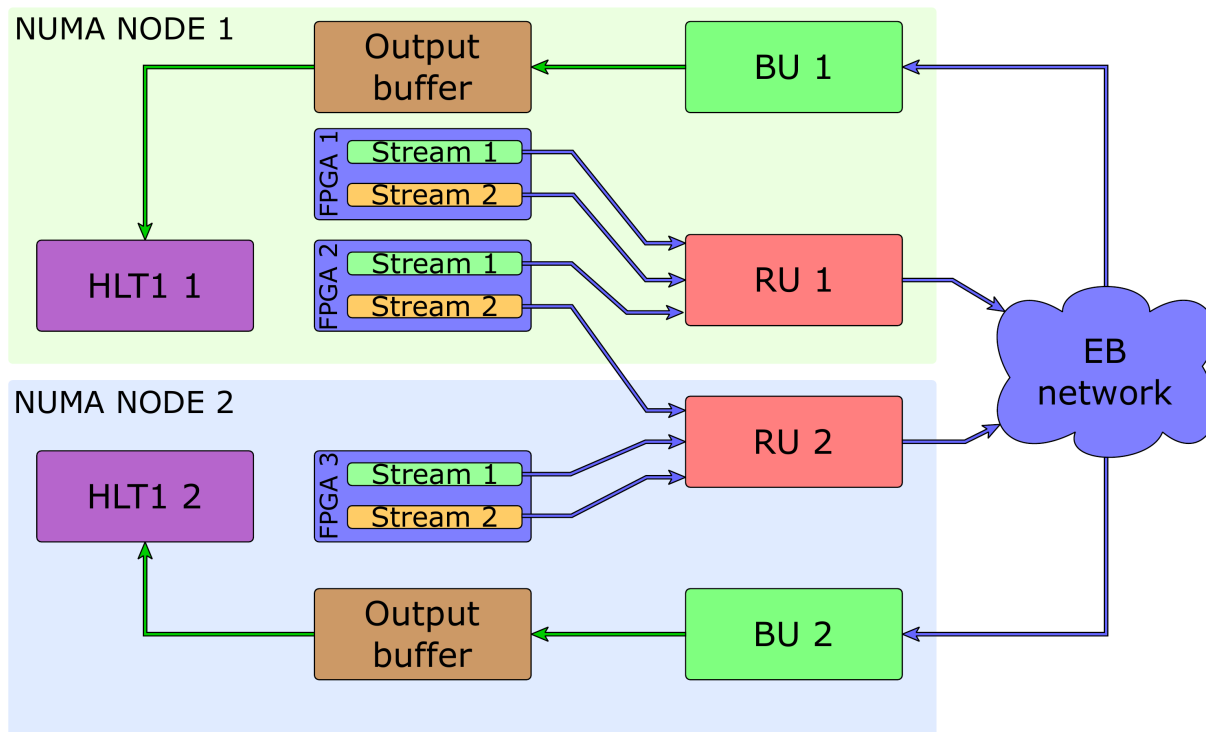 NUMA NODE 1
Output
buffer
BU 1
FPGA 1
Stream 1
Stream 2
HLT1 1
FPGA 2
Stream 1
Stream 2
RU 1
EB
network
NUMA NODE 2
RU 2
HLT1 2
FPGA 3
Stream 1
Stream 2
Output
buffer
BU 2